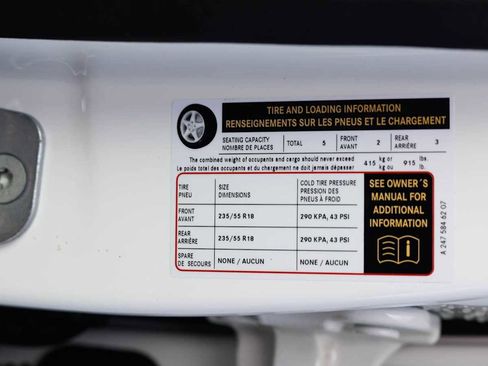 TIRE AND LOADING INFORMATION
RENSEIGNEMENTS SUR LES PNEUS ET LE CHARGEMENT
SEATING CAPACITY
NOMBRE DE PLACES
TOTAL 5
FRONT
AVANT
2
REAR
ARRIÈRE
3
The combined weight of occupants and cargo should never exceed
Le poids total des occupants et du chargement ne doit jamais dépasser
415 kg or
kg ou
915 lbs.
lb.
TIRE
PNEU
SIZE
DIMENSIONS
COLD TIRE PRESSURE
PRESSION DES
PNEUS À FROID
FRONT
AVANT
235/55 R18
290 KPA, 43 PSI
REAR
ARRIÈRE
235/55 R18
290 KPA, 43 PSI
SPARE
DE SECOURS
NONE / AUCUN
NONE / AUCUN
SEE OWNER´S
MANUAL FOR
ADDITIONAL
INFORMATION
A 247 584 62 07